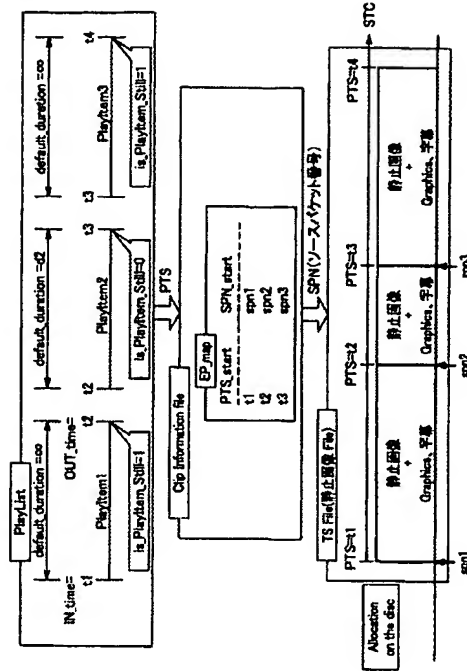 PlayList
default_duration =∞
default_duration =d2
default_duration =∞
IN_time=
OUT_time=
t1
PlayItem1
t2
t2
PlayItem2
t3
t3
PlayItem3
t4
is_PlayItem_Still=1
is_PlayItem_Still=0
is_PlayItem_Still=1
PTS
Clip Information file
EP_map
PTS_start
SPN_start
t1
spn1
t2
spn2
t3
spn3
SPN(ソースパケット番号)
TS File(静止画像 File)
Allocation
on the disc
PTS=t1
PTS=t2
PTS=t3
PTS=t4
STC
静止画像
+
Graphics、字幕
静止画像
+
Graphics、字幕
静止画像
+
Graphics、字幕
spn1
spn2
spn3